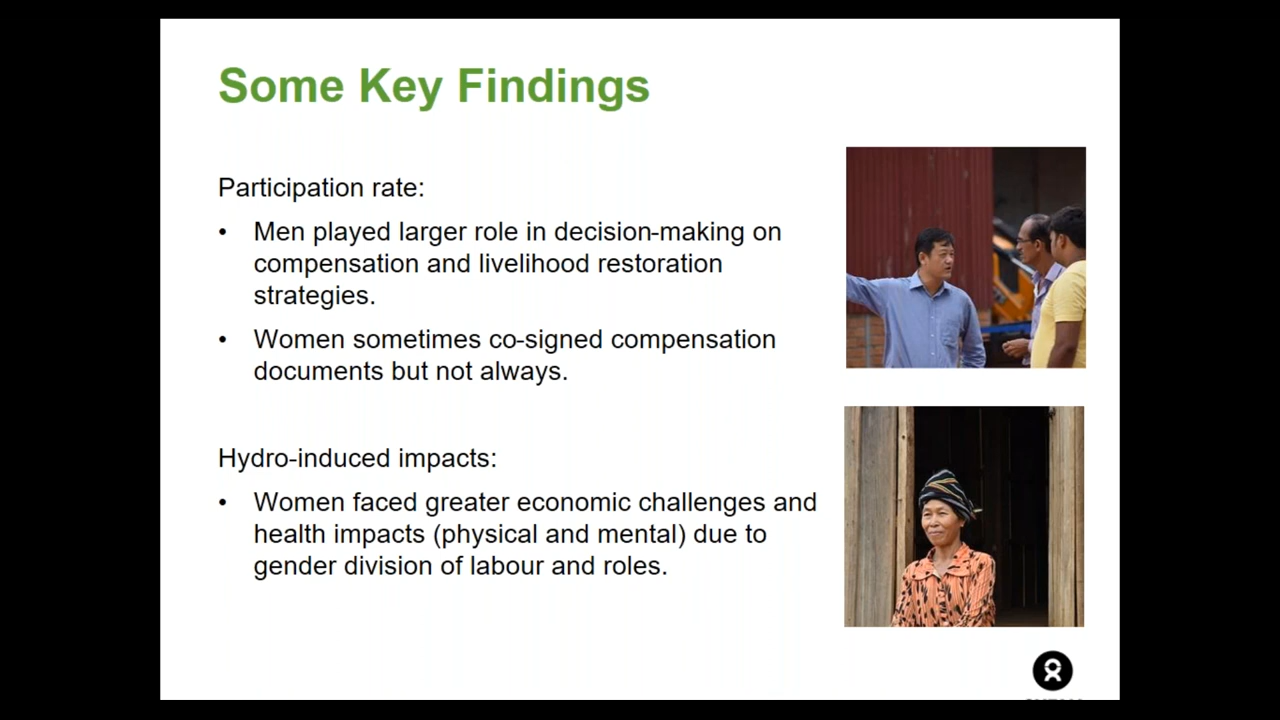 Some Key Findings
Participation rate:
• Men played larger role in decision-making on
compensation and livelihood restoration
strategies.
• Women sometimes co-signed compensation
documents but not always.
Hydro-induced impacts:
• Women faced greater economic challenges and
health impacts (physical and mental) due to
gender division of labour and roles.